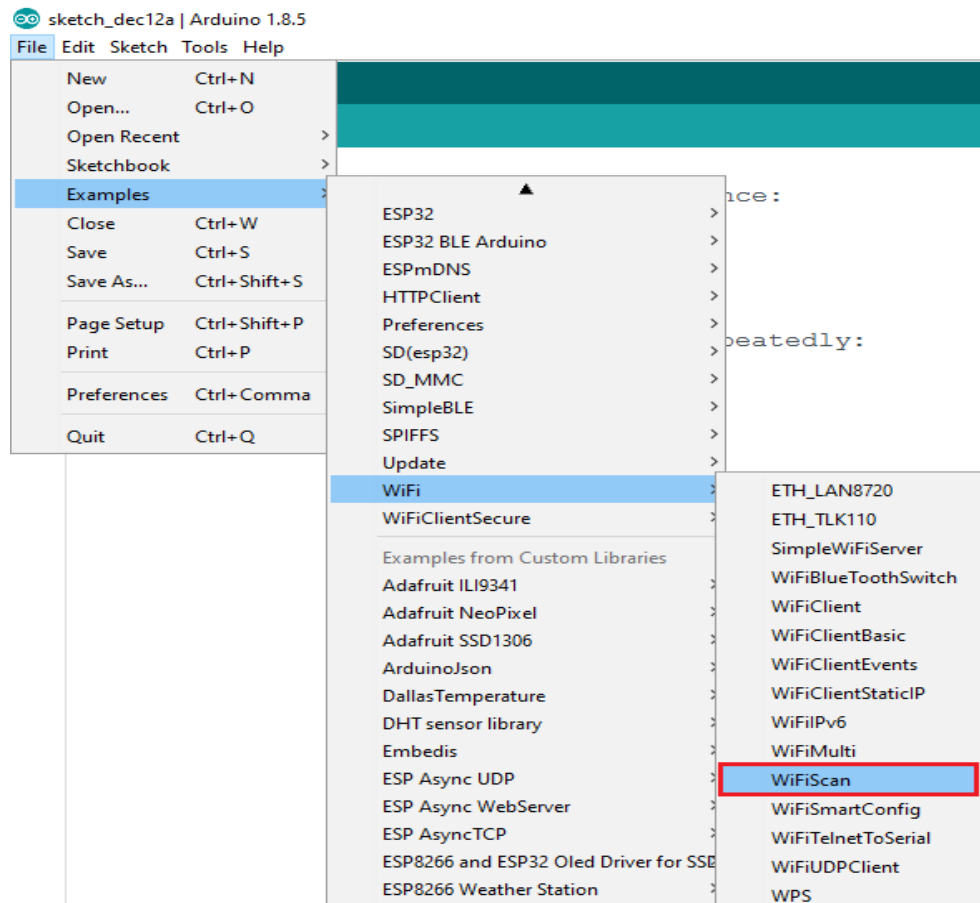 sketch_dec12a | Arduino 1.8.5
File Edit Sketch Tools Help
New Ctrl+N
Open... Ctrl+O
Open Recent
Sketchbook
Examples
Close Ctrl+W
Save Ctrl+S
Save As... Ctrl+Shift+S
Page Setup Ctrl+Shift+P
Print Ctrl+P
Preferences Ctrl+Comma
Quit Ctrl+Q
ESP32
ESP32 BLE Arduino
ESPmDNS
HTTPClient
Preferences
SD(esp32)
SD_MMC
SimpleBLE
SPIFFS
Update
WiFi
WiFiClientSecure
Examples from Custom Libraries
Adafruit ILI9341
Adafruit NeoPixel
Adafruit SSD1306
ArduinoJson
DallasTemperature
DHT sensor library
Embedis
ESP Async UDP
ESP Async WebServer
ESP AsyncTCP
ESP8266 and ESP32 Oled Driver for SSD
ESP8266 Weather Station
ETH_LAN8720
ETH_TLK110
SimpleWiFiServer
WiFiBlueToothSwitch
WiFiClient
WiFiClientBasic
WiFiClientEvents
WiFiClientStaticIP
WiFiIPv6
WiFiMulti
WiFiScan
WiFiSmartConfig
WiFiTelnetToSerial
WiFiUDPClient
WPS
nce:
peatedly: